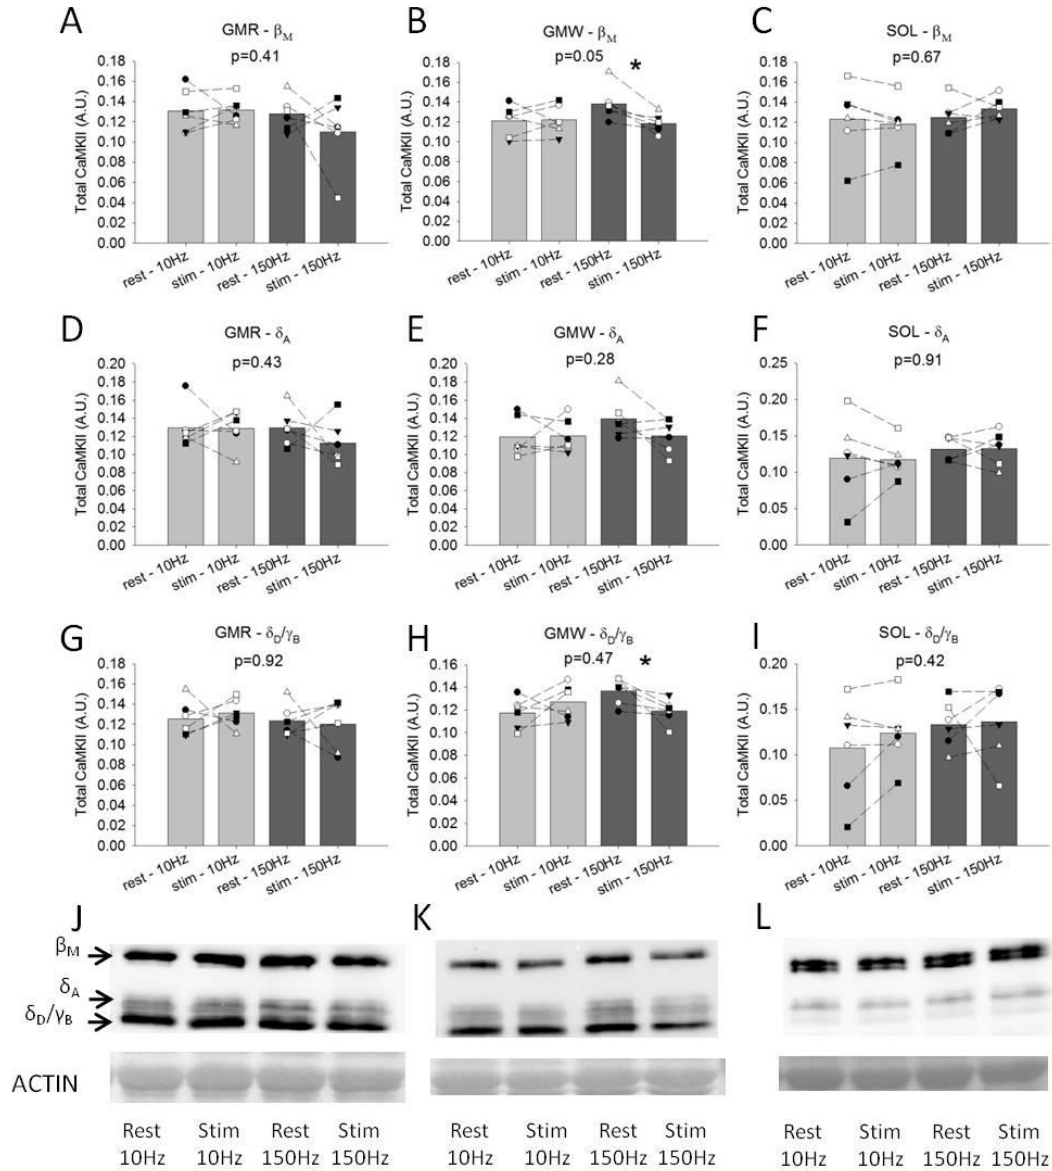 A
GMR - βM
p=0.41
Total CaMKII (A.U.)
0.18
0.16
0.14
0.12
0.10
0.08
0.06
0.04
0.02
0.00
rest - 10Hz
stim - 10Hz
rest - 150Hz
stim - 150Hz
B
GMW - βM
p=0.05
*
Total CaMKII (A.U.)
0.18
0.16
0.14
0.12
0.10
0.08
0.06
0.04
0.02
0.00
rest - 10Hz
stim - 10Hz
rest - 150Hz
stim - 150Hz
C
SOL - βM
p=0.67
Total CaMKII (A.U.)
0.18
0.16
0.14
0.12
0.10
0.08
0.06
0.04
0.02
0.00
rest - 10Hz
stim - 10Hz
rest - 150Hz
stim - 150Hz
D
GMR - δA
p=0.43
Total CaMKII (A.U.)
0.20
0.18
0.16
0.14
0.12
0.10
0.08
0.06
0.04
0.02
0.00
rest - 10Hz
stim - 10Hz
rest - 150Hz
stim - 150Hz
E
GMW - δA
p=0.28
Total CaMKII (A.U.)
0.20
0.18
0.16
0.14
0.12
0.10
0.08
0.06
0.04
0.02
0.00
rest - 10Hz
stim - 10Hz
rest - 150Hz
stim - 150Hz
F
SOL - δA
p=0.91
Total CaMKII (A.U.)
0.25
0.20
0.15
0.10
0.05
0.00
rest - 10Hz
stim - 10Hz
rest - 150Hz
stim - 150Hz
G
GMR - δD/γB
p=0.92
Total CaMKII (A.U.)
0.18
0.16
0.14
0.12
0.10
0.08
0.06
0.04
0.02
0.00
rest - 10Hz
stim - 10Hz
rest - 150Hz
stim - 150Hz
H
GMW - δD/γB
p=0.47
*
Total CaMKII (A.U.)
0.16
0.14
0.12
0.10
0.08
0.06
0.04
0.02
0.00
rest - 10Hz
stim - 10Hz
rest - 150Hz
stim - 150Hz
I
SOL - δD/γB
p=0.42
Total CaMKII (A.U.)
0.20
0.15
0.10
0.05
0.00
rest - 10Hz
stim - 10Hz
rest - 150Hz
stim - 150Hz
J
K
L
βM
δA
δD/γB
ACTIN
Rest Stim Rest Stim
10Hz 10Hz 150Hz 150Hz
Rest Stim Rest Stim
10Hz 10Hz 150Hz 150Hz
Rest Stim Rest Stim
10Hz 10Hz 150Hz 150Hz